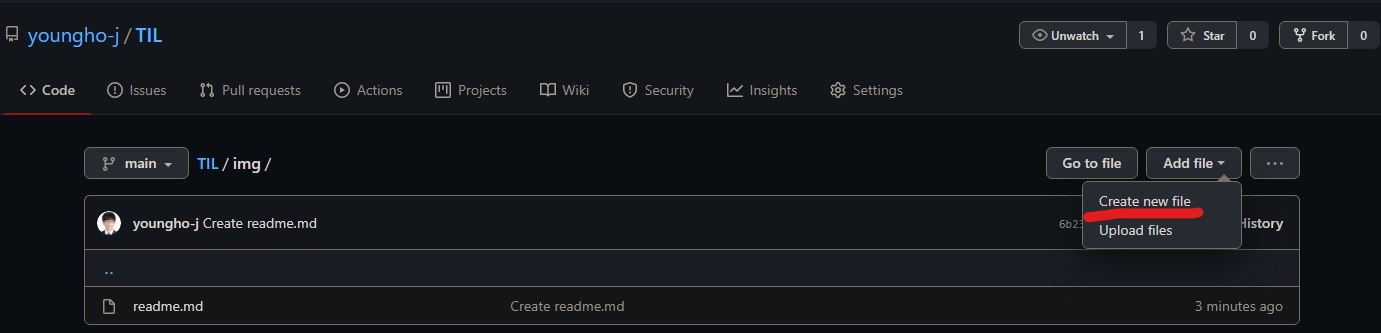 youngho-j / TIL
Unwatch 1 Star 0 Fork 0
Code Issues Pull requests Actions Projects Wiki Security Insights Settings
main TIL / img / Go to file Add file ...
Create new file
youngho-j Create readme.md 6b23 History
Upload files
..
readme.md Create readme.md 3 minutes ago